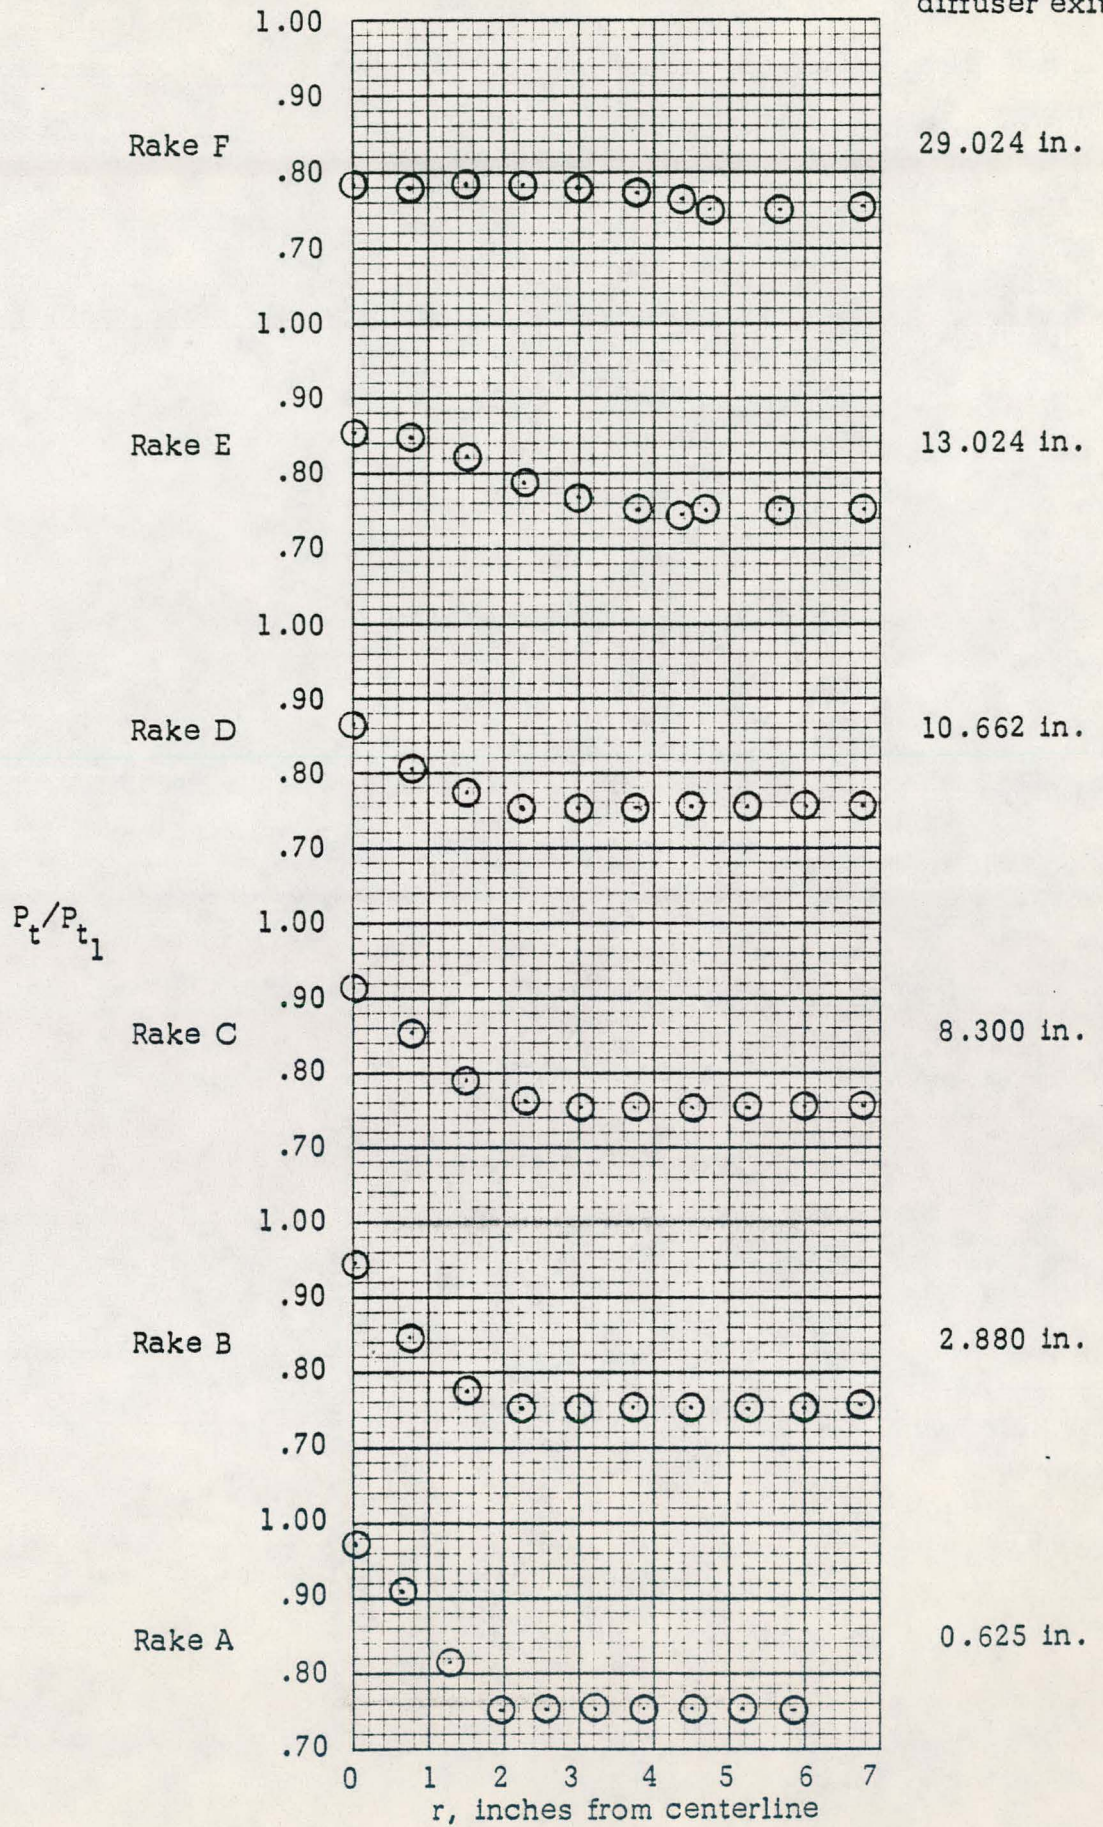 diffuser exit
1.00
.90
Rake F
29.024 in.
.80
.70
1.00
.90
Rake E
13.024 in.
.80
.70
1.00
.90
Rake D
10.662 in.
.80
.70
Pt/Pt1
1.00
.90
Rake C
8.300 in.
.80
.70
1.00
.90
Rake B
2.880 in.
.80
.70
1.00
.90
Rake A
0.625 in.
.80
.70
0 1 2 3 4 5 6 7
r, inches from centerline